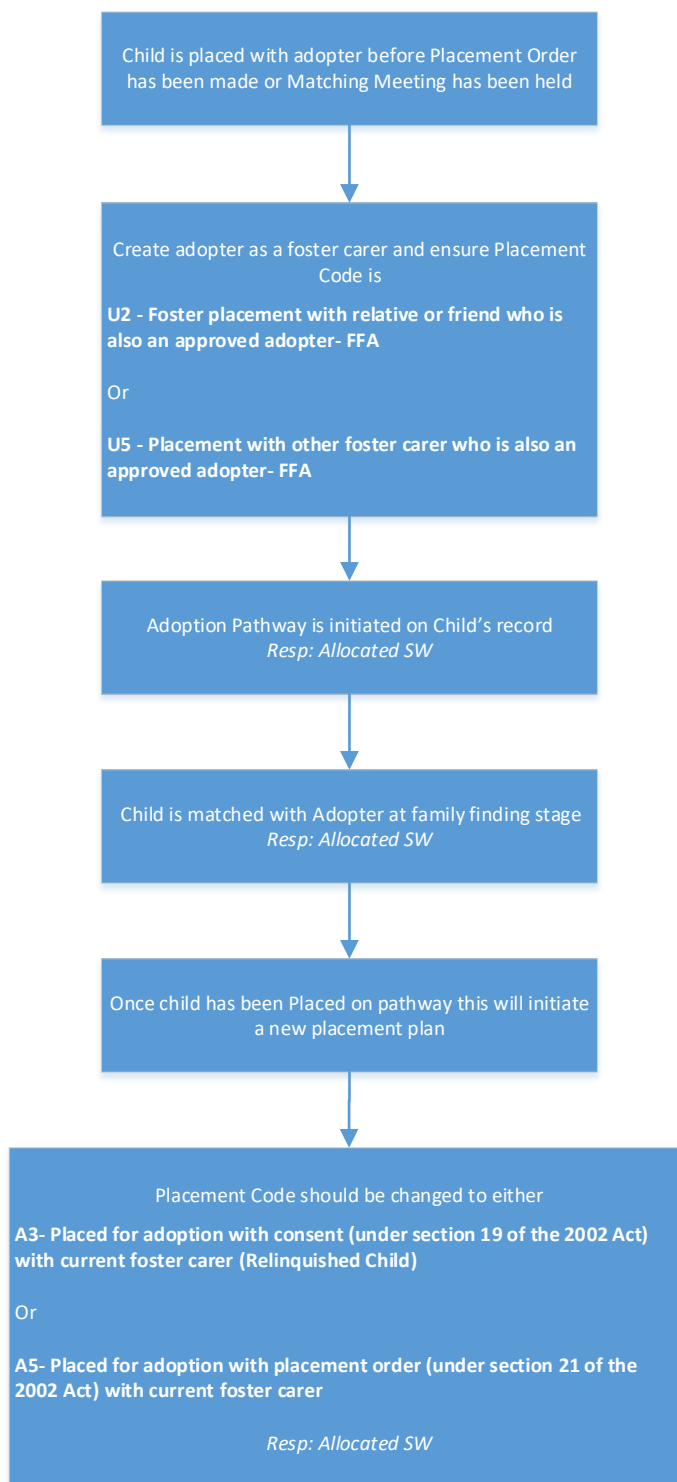 Child is placed with adopter before Placement Order
has been made or Matching Meeting has been held
Create adopter as a foster carer and ensure Placement
Code is
U2 - Foster placement with relative or friend who is
also an approved adopter- FFA
Or
U5 - Placement with other foster carer who is also an
approved adopter- FFA
Adoption Pathway is initiated on Child’s record
Resp: Allocated SW
Child is matched with Adopter at family finding stage
Resp: Allocated SW
Once child has been Placed on pathway this will initiate
a new placement plan
Placement Code should be changed to either
A3- Placed for adoption with consent (under section 19 of the 2002 Act)
with current foster carer (Relinquished Child)
Or
A5- Placed for adoption with placement order (under section 21 of the
2002 Act) with current foster carer
Resp: Allocated SW